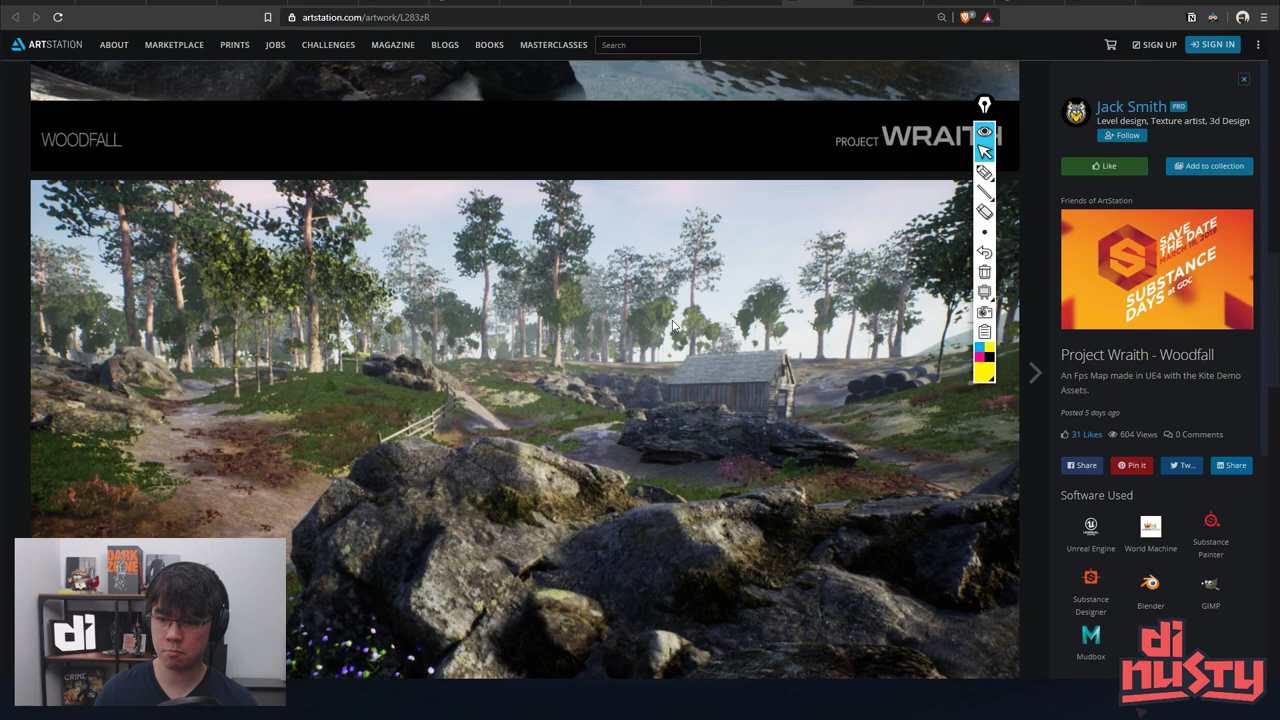 artstation.com/artwork/L283zR
ARTSTATION
ABOUT
MARKETPLACE
PRINTS
JOBS
CHALLENGES
MAGAZINE
BLOGS
BOOKS
MASTERCLASSES
Search
SIGN UP
SIGN IN
WOODFALL
PROJECT WRAITH
Jack Smith PRO
Level design, Texture artist, 3d Design
Follow
Like
Add to collection
Friends of ArtStation
SAVE
THE DATE
MARCH 19, 2019
SUBSTANCE
DAYS at GDC
Project Wraith - Woodfall
An Fps Map made in UE4 with the Kite Demo
Assets.
Posted 5 days ago
31 Likes
604 Views
0 Comments
Share
Pin it
Tw...
Share
Software Used
Unreal Engine
World Machine
Substance
Painter
Substance
Designer
Blender
GIMP
Mudbox
DARK
ZONE
di
CRIME
di
nusty